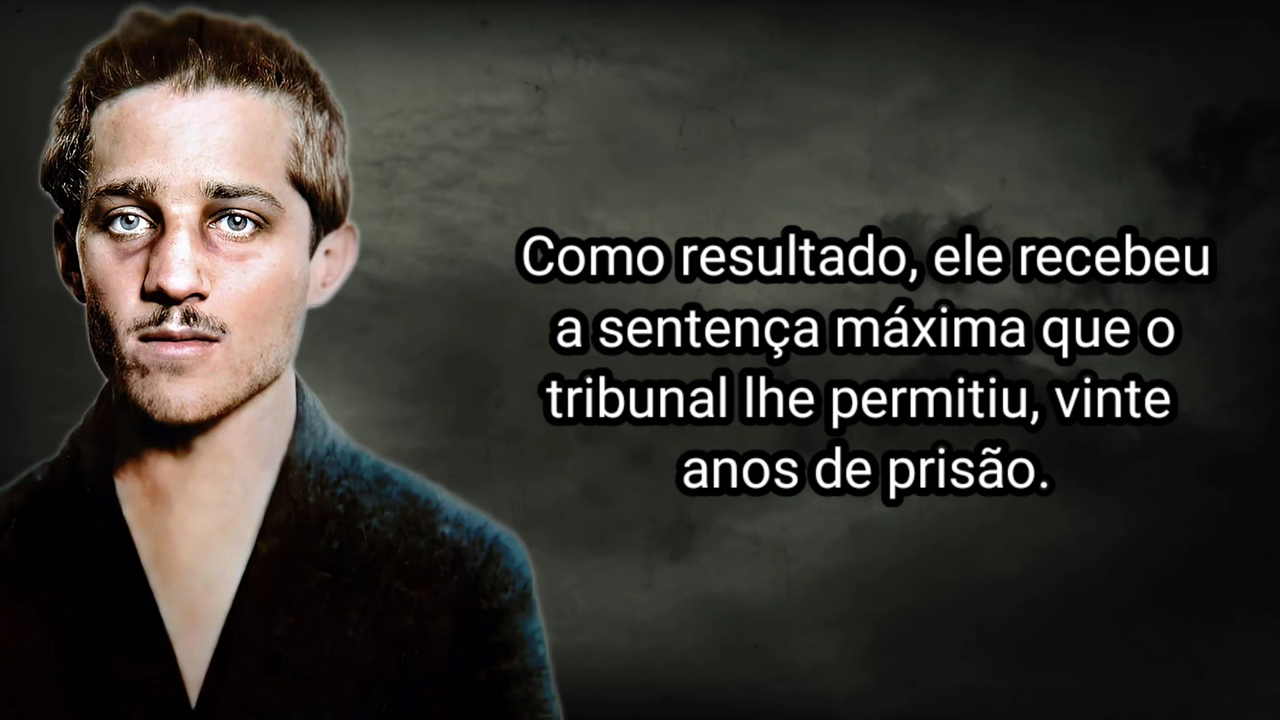 Como resultado, ele recebeu
a sentença máxima que o
tribunal lhe permitiu, vinte
anos de prisão.